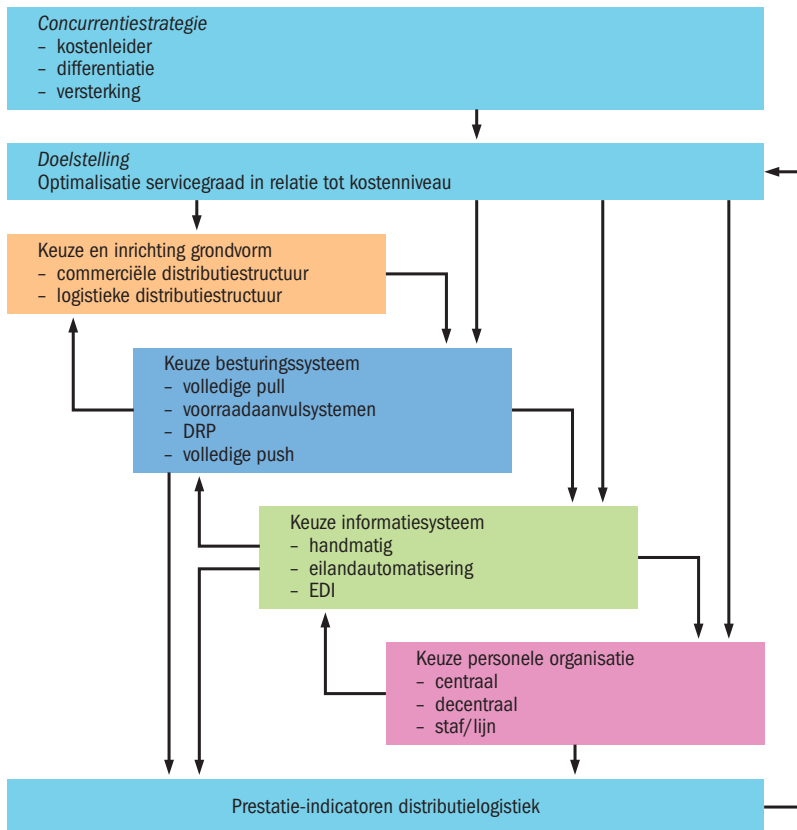 Concurrentiestrategie
– kostenleider
– differentiatie
– versterking
Doelstelling
Optimalisatie servicegraad in relatie tot kostenniveau
Keuze en inrichting grondvorm
– commerciële distributiestructuur
– logistieke distributiestructuur
Keuze besturingssysteem
– volledige pull
– voorraadaanvulsystemen
– DRP
– volledige push
Keuze informatiesysteem
– handmatig
– eilandautomatisering
– EDI
Keuze personele organisatie
– centraal
– decentraal
– staf/lijn
Prestatie-indicatoren distributielogistiek